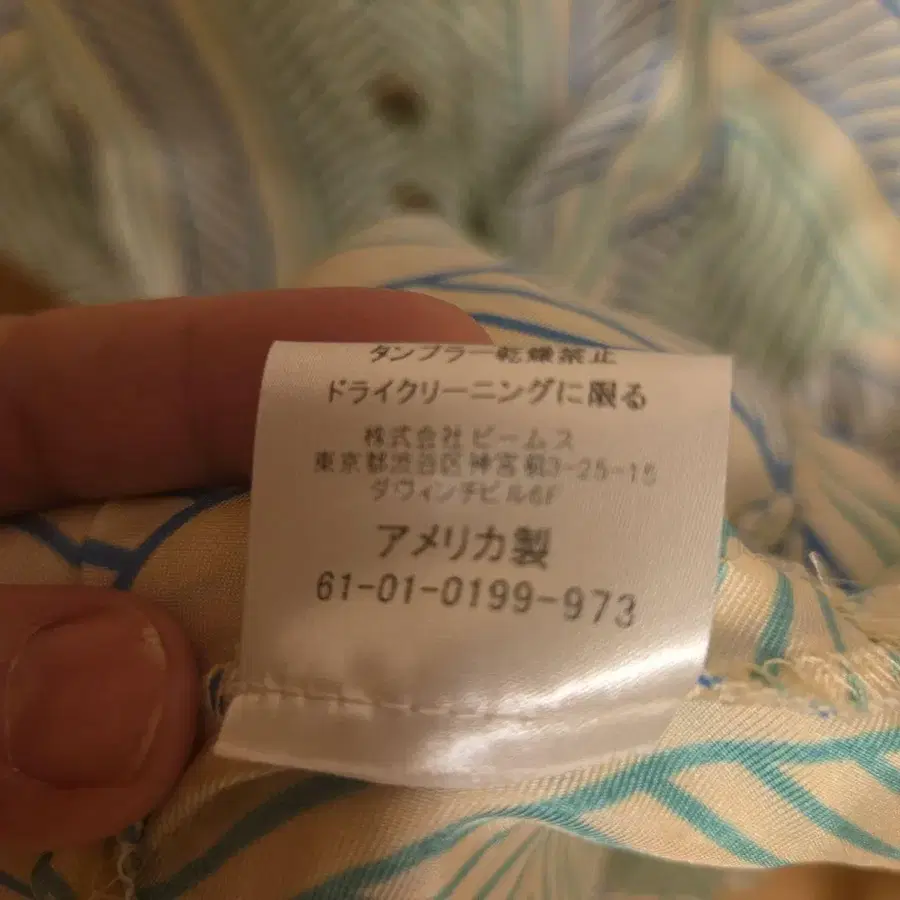 タンブラー乾燥禁止
ドライクリーニングに限る
株式会社 ビームス
東京都渋谷区神宮前3-25-15
ダヴィンチビル6F
アメリカ製
61-01-0199-973